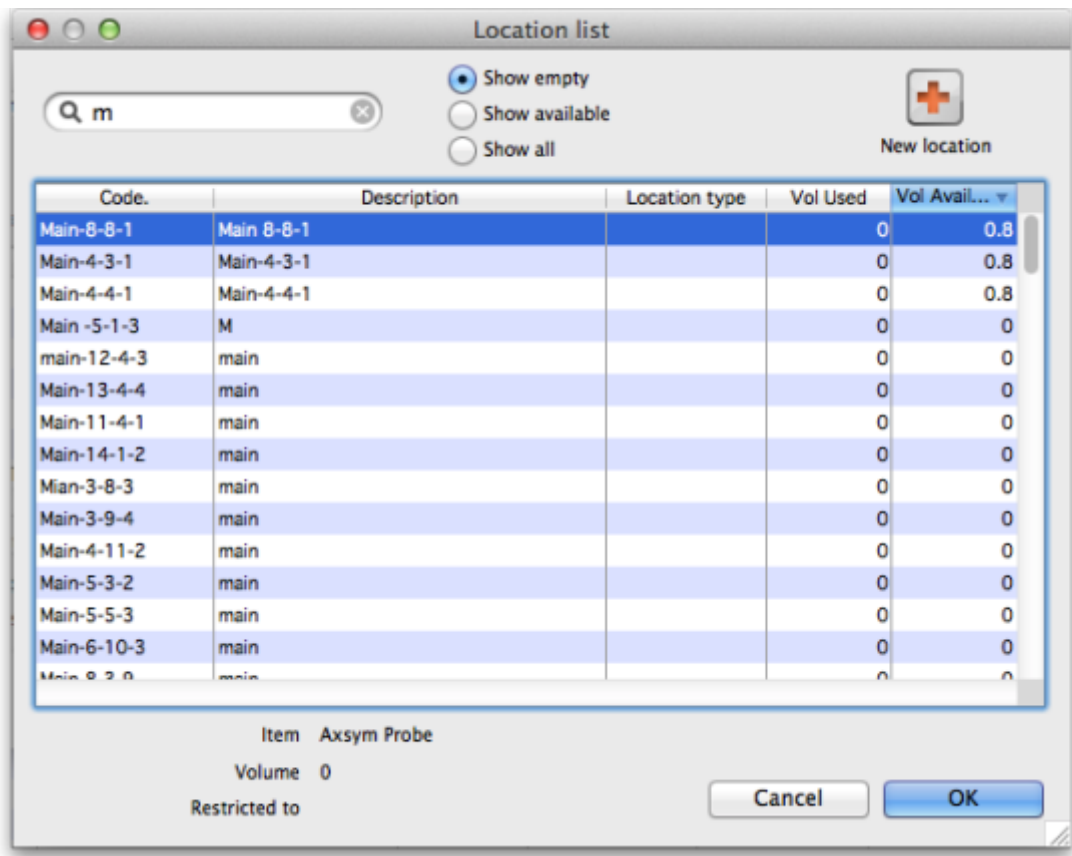 Location list
m
Show empty
Show available
Show all
New location
Code. Description Location type Vol Used Vol Avail...
Main-8-8-1 Main 8-8-1 0 0.8
Main-4-3-1 Main-4-3-1 0 0.8
Main-4-4-1 Main-4-4-1 0 0.8
Main -5-1-3 M 0 0
main-12-4-3 main 0 0
Main-13-4-4 main 0 0
Main-11-4-1 main 0 0
Main-14-1-2 main 0 0
Mian-3-8-3 main 0 0
Main-3-9-4 main 0 0
Main-4-11-2 main 0 0
Main-5-3-2 main 0 0
Main-5-5-3 main 0 0
Main-6-10-3 main 0 0
main 0 0
Item Axsym Probe
Volume 0
Restricted to
Cancel OK